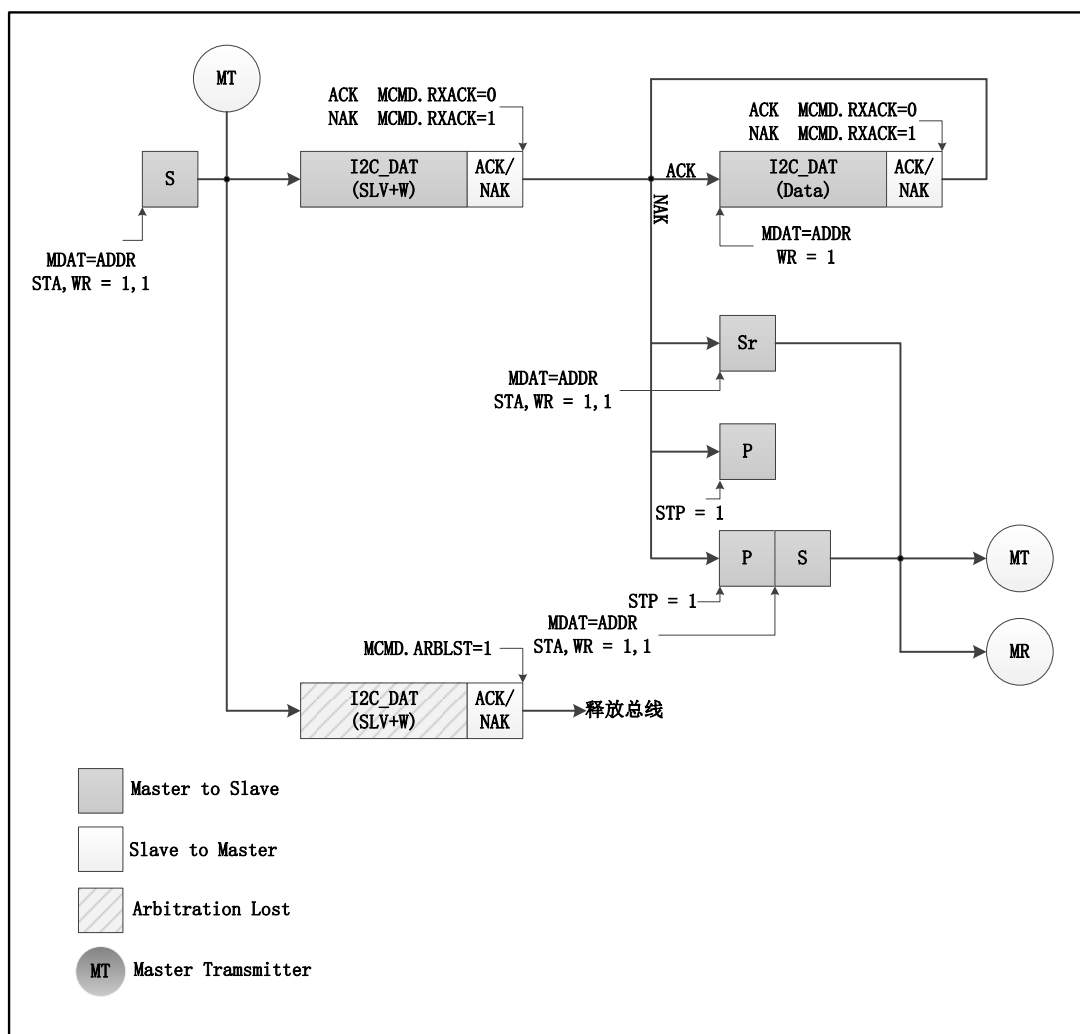 MT
ACK MCMD.RXACK=0
NAK MCMD.RXACK=1
ACK MCMD.RXACK=0
NAK MCMD.RXACK=1
S
I2C_DAT
(SLV+W)
ACK/
NAK
ACK
NAK
I2C_DAT
(Data)
ACK/
NAK
MDAT=ADDR
STA,WR = 1,1
MDAT=ADDR
WR = 1
Sr
MDAT=ADDR
STA,WR = 1,1
P
STP = 1
P
S
MT
STP = 1
MDAT=ADDR
STA,WR = 1,1
MR
MCMD.ARBLST=1
I2C_DAT
(SLV+W)
ACK/
NAK
释放总线
Master to Slave
Slave to Master
Arbitration Lost
MT
Master Tramsmitter